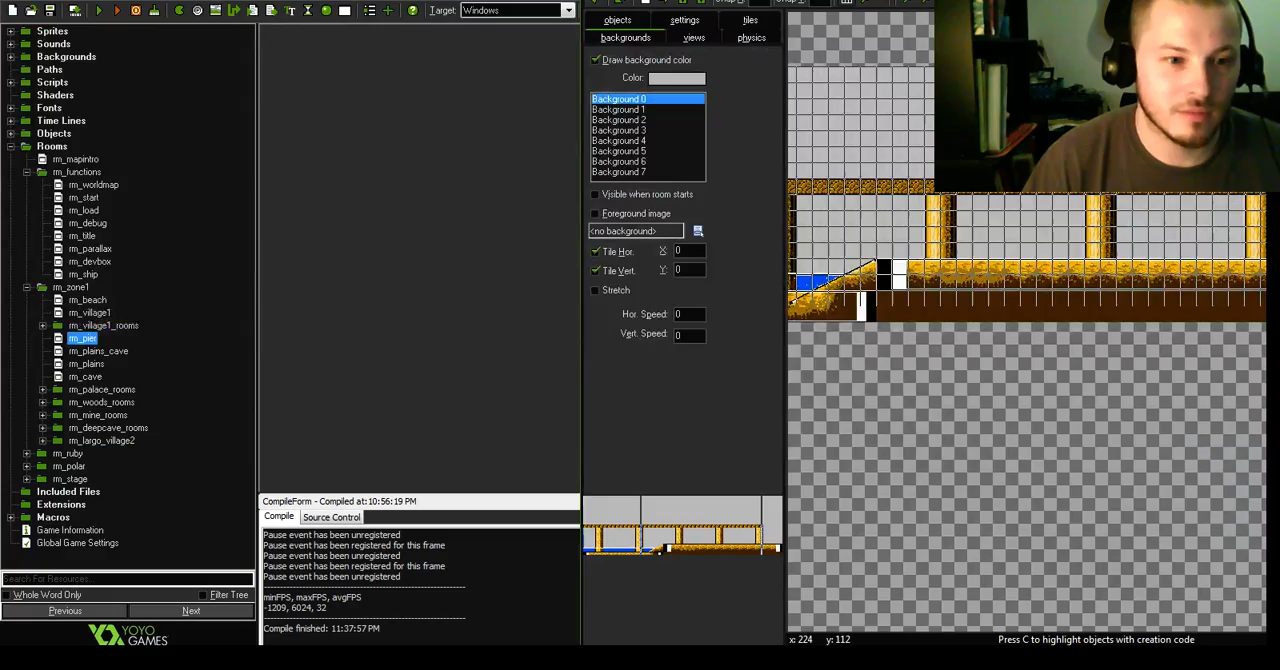 Target: Windows
Sprites
Sounds
Backgrounds
Paths
Scripts
Shaders
Fonts
Time Lines
Objects
Rooms
rm_mapintro
rm_functions
rm_worldmap
rm_start
rm_load
rm_debug
rm_title
rm_parallax
rm_devbox
rm_ship
rm_zone1
rm_beach
rm_village1
rm_village1_rooms
rm_pier
rm_plains_cave
rm_plains
rm_cave
rm_palace_rooms
rm_woods_rooms
rm_mine_rooms
rm_deepcave_rooms
rm_largo_village2
rm_ruby
rm_polar
rm_stage
Included Files
Extensions
Macros
Game Information
Global Game Settings
Search For Resources...
Whole Word Only Filter Tree
Previous Next
YOYO
GAMES
CompileForm - Compiled at: 10:56:19 PM
Compile Source Control
Pause event has been unregistered
Pause event has been registered for this frame
Pause event has been unregistered
Pause event has been registered for this frame
Pause event has been unregistered
minFPS, maxFPS, avgFPS
-1209, 6024, 32
Compile finished: 11:37:57 PM
objects settings tiles
backgrounds views physics
Draw background color
Color:
Background 0
Background 1
Background 2
Background 3
Background 4
Background 5
Background 6
Background 7
Visible when room starts
Foreground image
<no background>
Tile Hor. X: 0
Tile Vert. Y: 0
Stretch
Hor. Speed: 0
Vert. Speed: 0
x: 224 y: 112 Press C to highlight objects with creation code